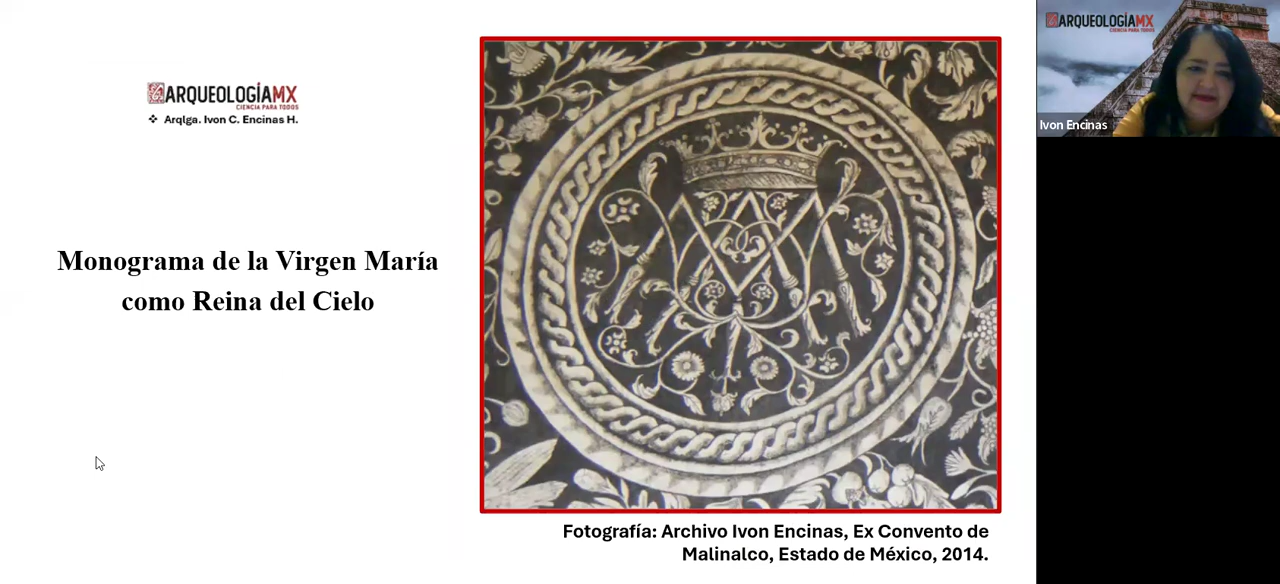 ARQUEOLOGÍAMX
CIENCIA PARA TODOS
❖ Arqlga. Ivon C. Encinas H.
Monograma de la Virgen María
como Reina del Cielo
Fotografía: Archivo Ivon Encinas, Ex Convento de
Malinalco, Estado de México, 2014.
ARQUEOLOGÍAMX
CIENCIA PARA TODOS
Ivon Encinas